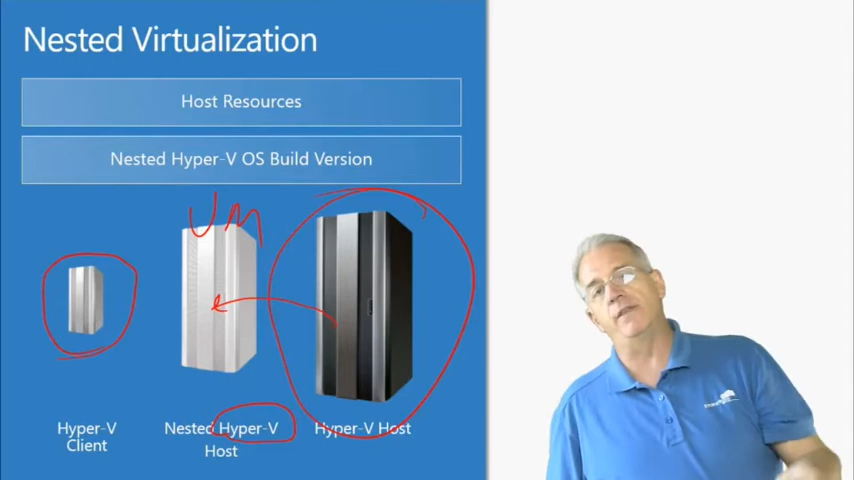 Nested Virtualization
Host Resources
Nested Hyper-V OS Build Version
VM
Hyper-V
Client
Nested Hyper-V
Host
Hyper-V Host